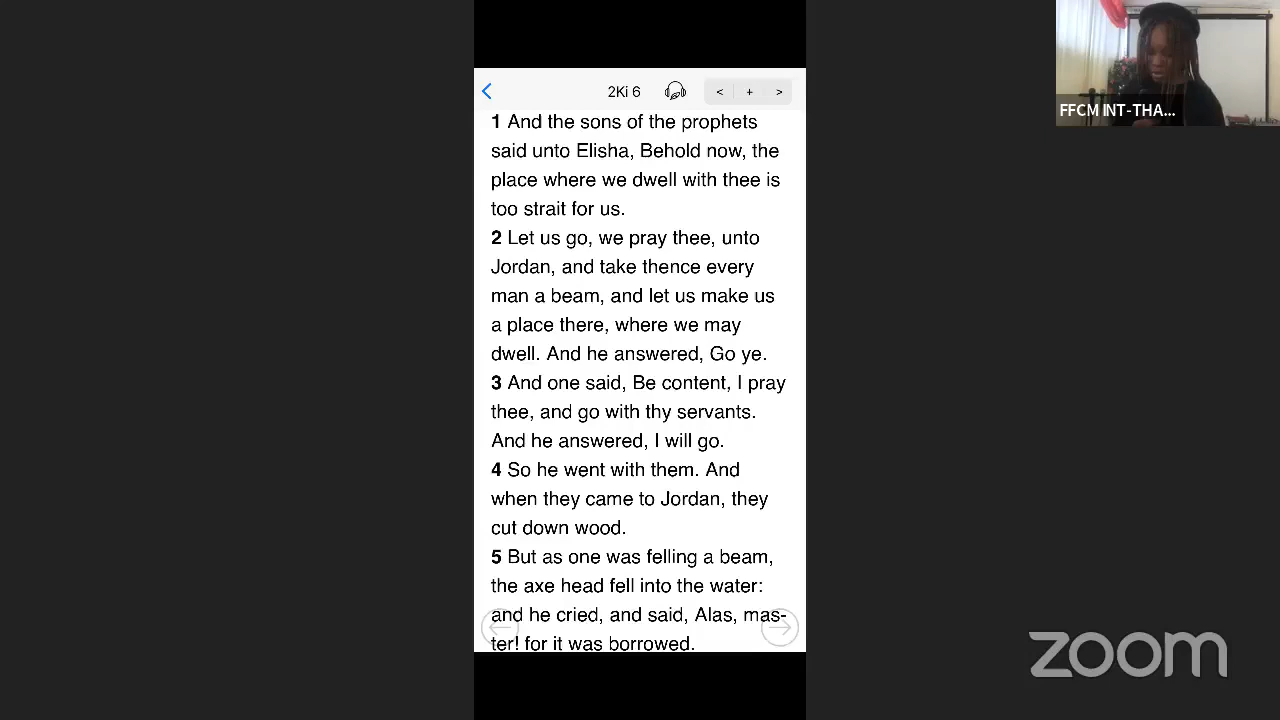 2Ki 6
< + >
1 And the sons of the prophets
said unto Elisha, Behold now, the
place where we dwell with thee is
too strait for us.
2 Let us go, we pray thee, unto
Jordan, and take thence every
man a beam, and let us make us
a place there, where we may
dwell. And he answered, Go ye.
3 And one said, Be content, I pray
thee, and go with thy servants.
And he answered, I will go.
4 So he went with them. And
when they came to Jordan, they
cut down wood.
5 But as one was felling a beam,
the axe head fell into the water:
and he cried, and said, Alas, mas-
ter! for it was borrowed.
FFCM INT-THA...
zoom